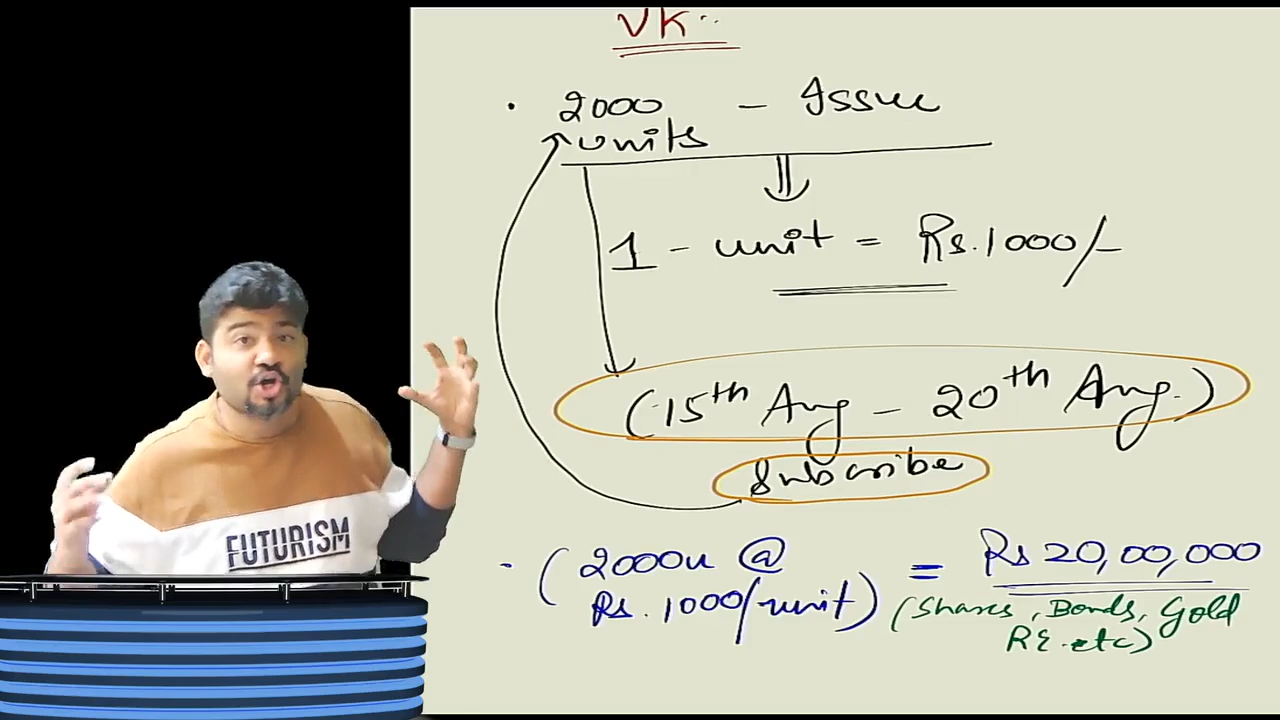 VK..
• 2000 units - Issue
1 - unit = Rs.1000/-
(15th Aug - 20th Aug.)
Subscribe
FUTURISM
• (2000u @ = Rs 20,00,000
Rs. 1000/unit) (Shares, Bonds, Gold
RE. etc)